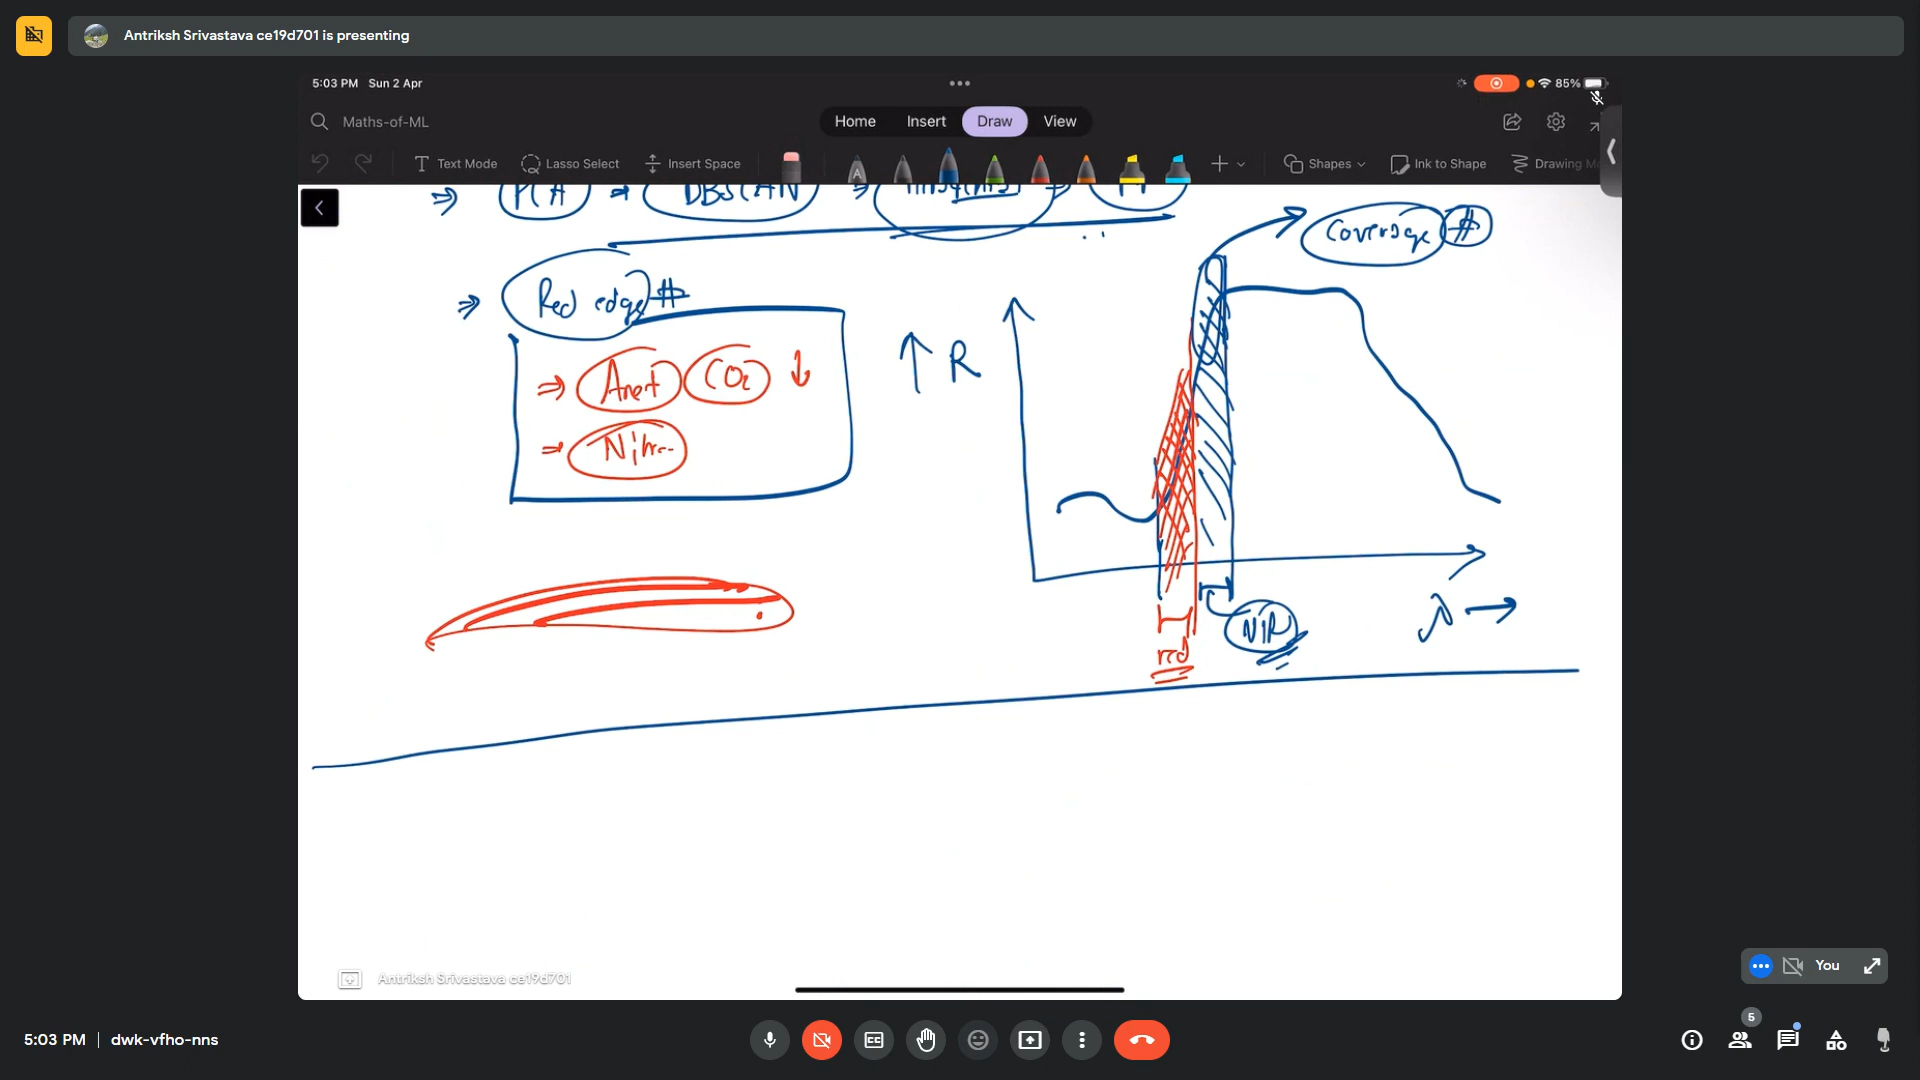 Antriksh Srivastava ce19d701 is presenting
5:03 PM Sun 2 Apr
85%
Maths-of-ML
Home Insert Draw View
Text Mode Lasso Select Insert Space Shapes Ink to Shape Drawing M
⇒ PCA → DBSCAN ⇒
Coverage #
⇒ Red edge #
⇒ CO₂ ↓
⇒
↑ R
NIR
red
λ →
Antriksh Srivastava ce19d701
You
5
5:03 PM | dwk-vfho-nns